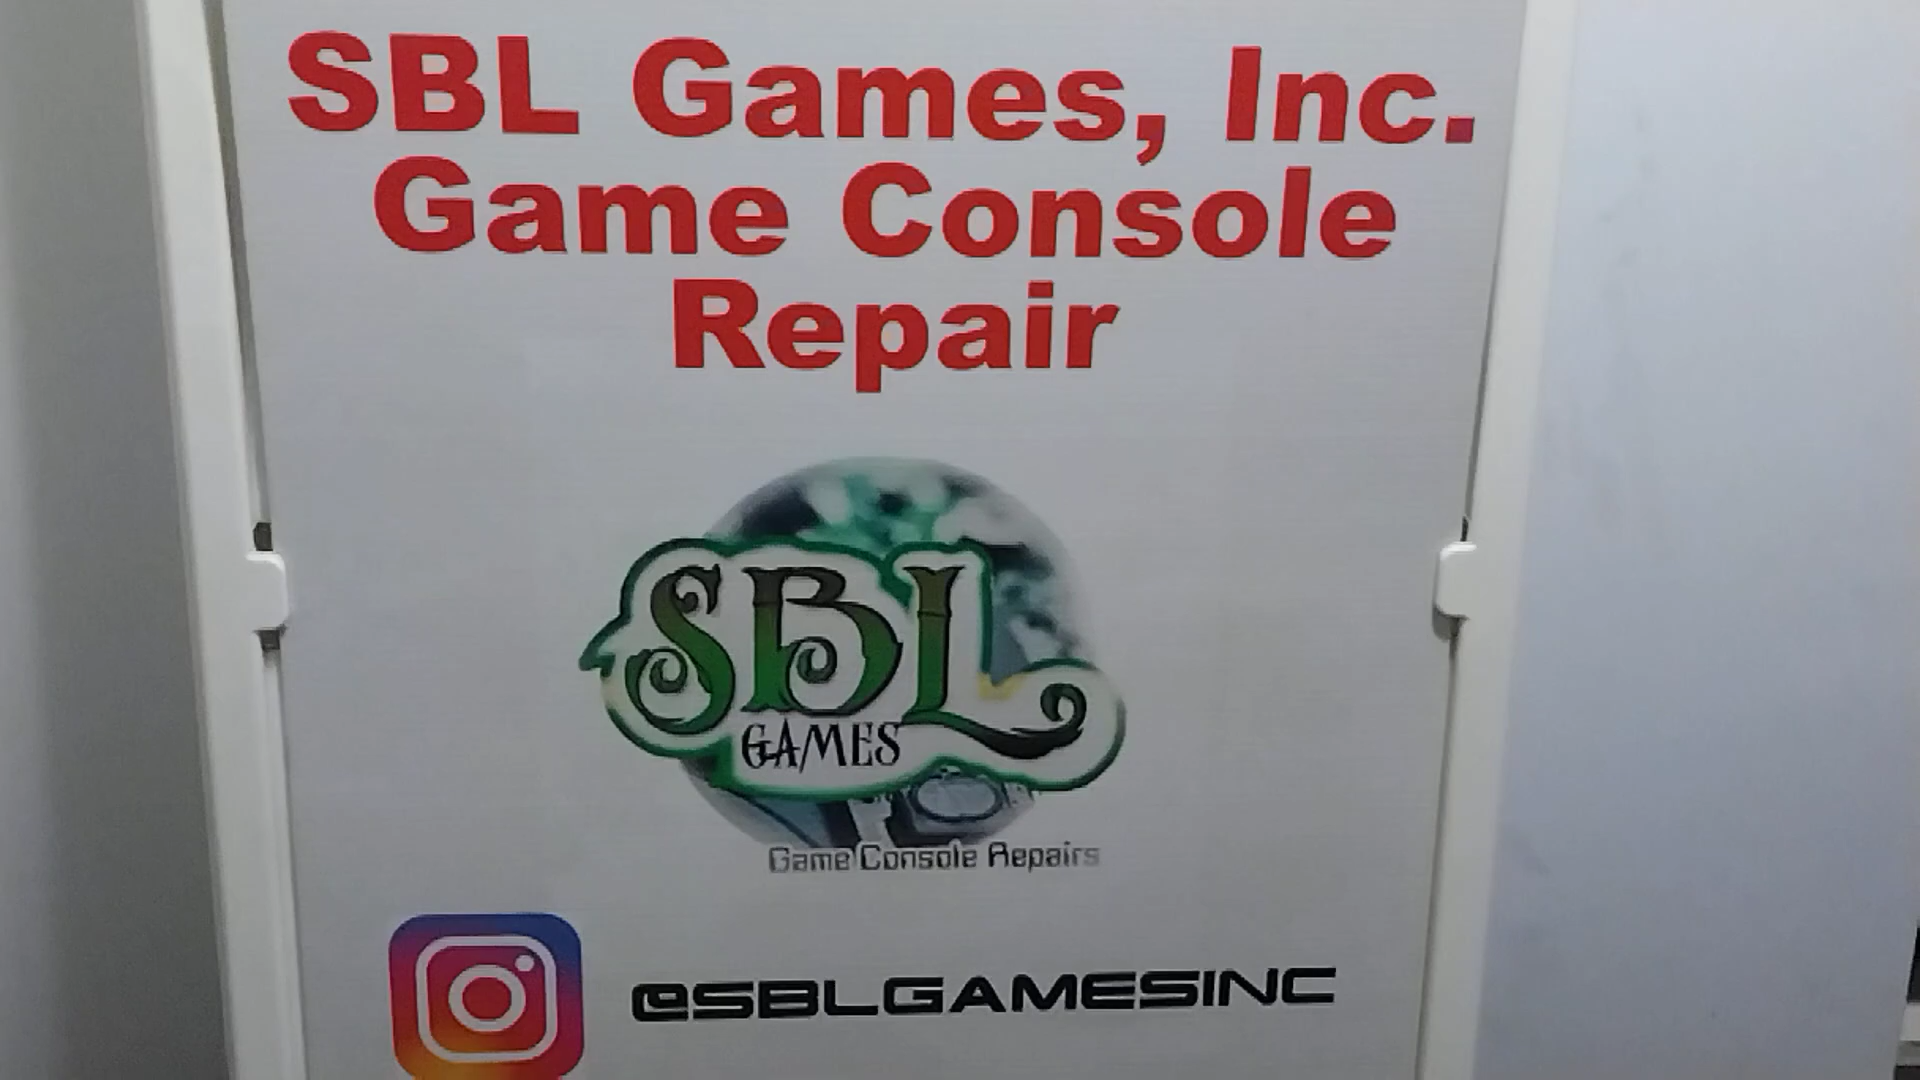 SBL Games, Inc.
Game Console
Repair
SBL
GAMES
Game Console Repairs
@SBLGAMESINC